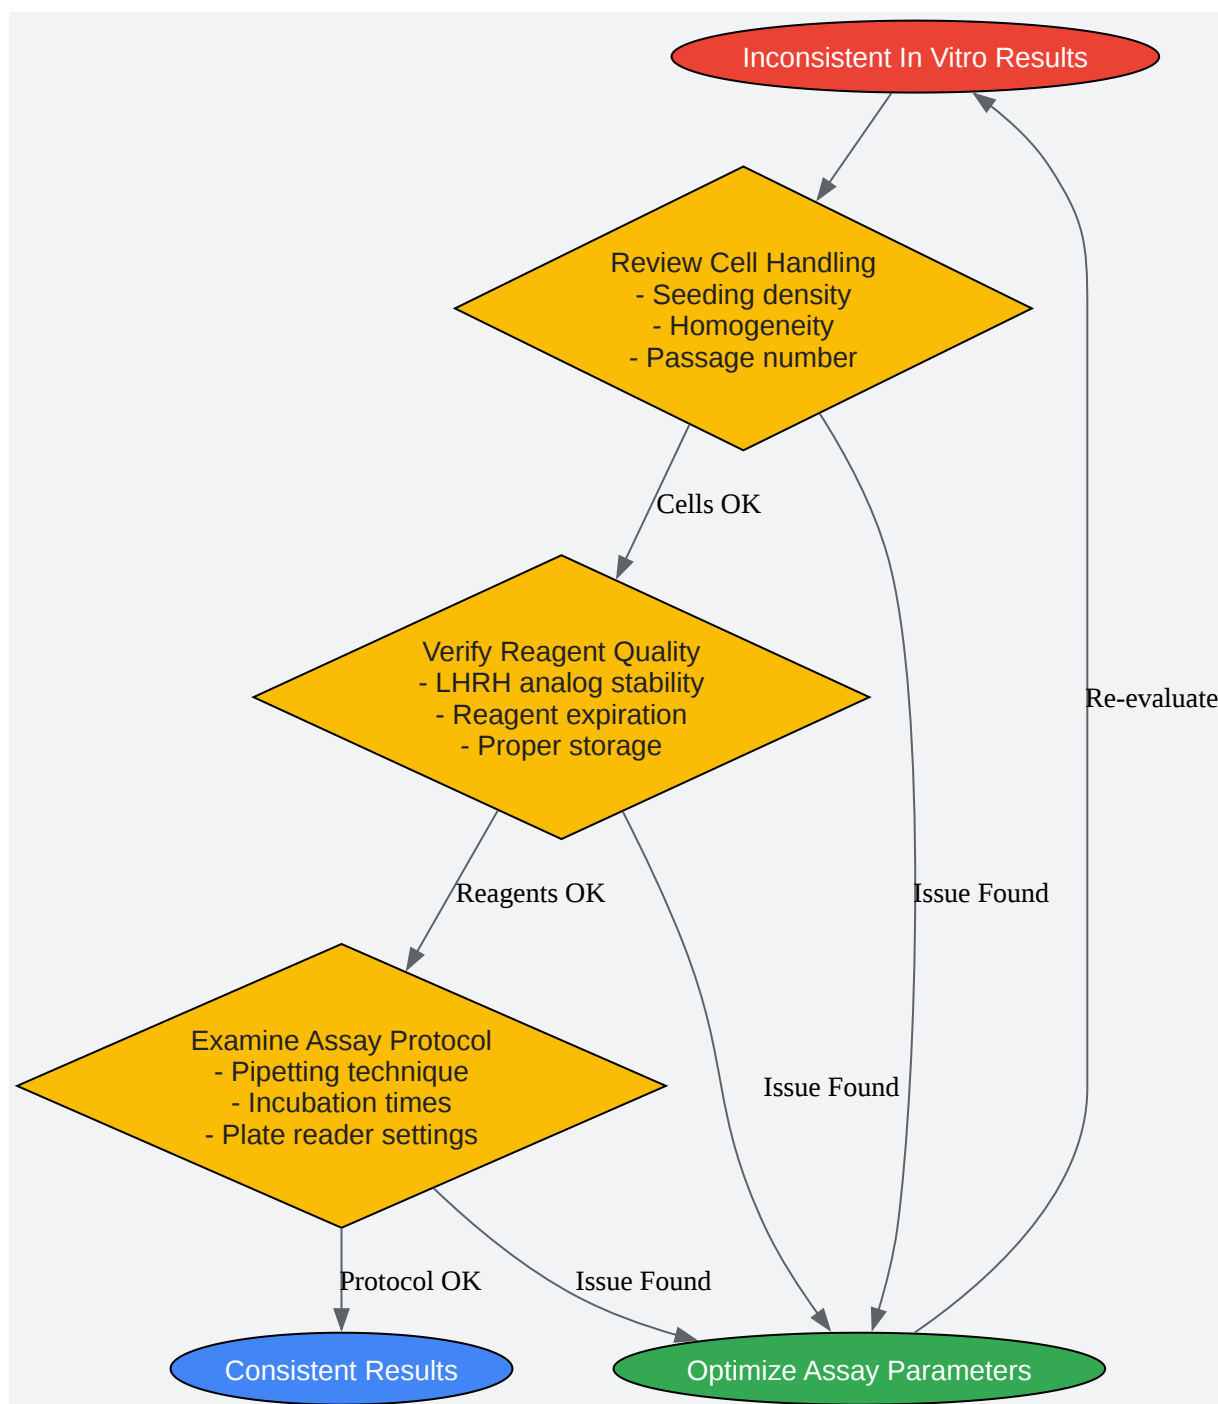 Inconsistent In Vitro Results
Review Cell Handling
- Seeding density
- Homogeneity
- Passage number
Cells OK
Verify Reagent Quality
- LHRH analog stability
- Reagent expiration
- Proper storage
Re-evaluate
Reagents OK
Issue Found
Examine Assay Protocol
- Pipetting technique
- Incubation times
- Plate reader settings
Issue Found
Protocol OK
Issue Found
Consistent Results
Optimize Assay Parameters